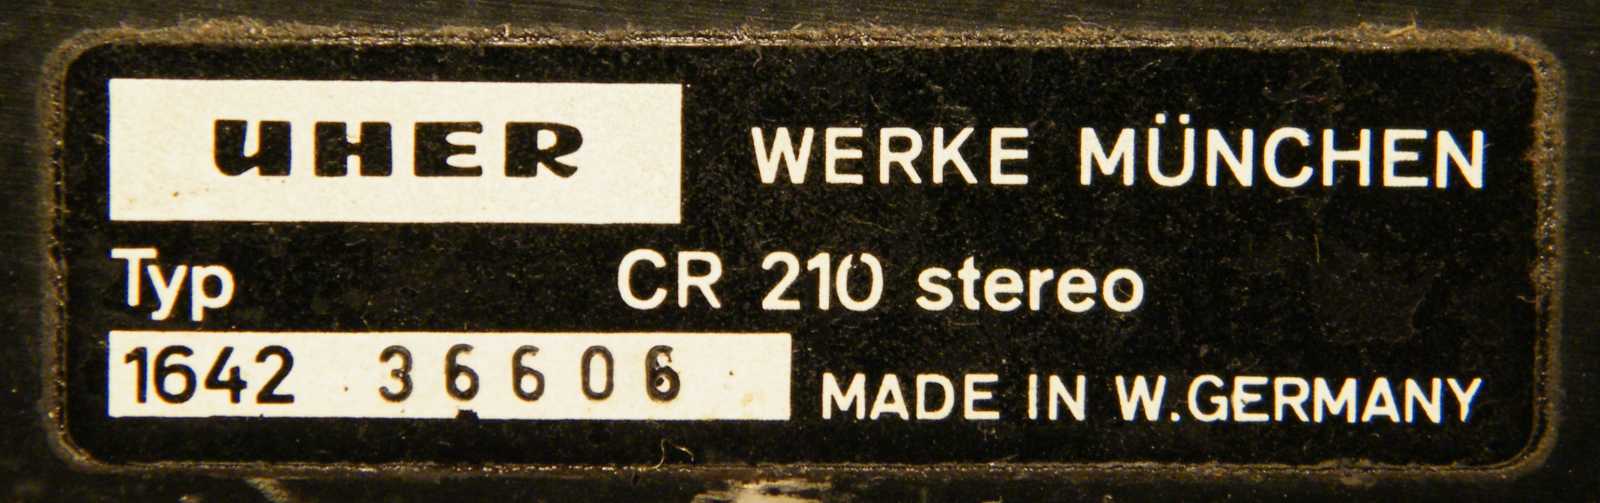 UHER WERKE MÜNCHEN
Typ CR 210 stereo
1642 36606 MADE IN W.GERMANY